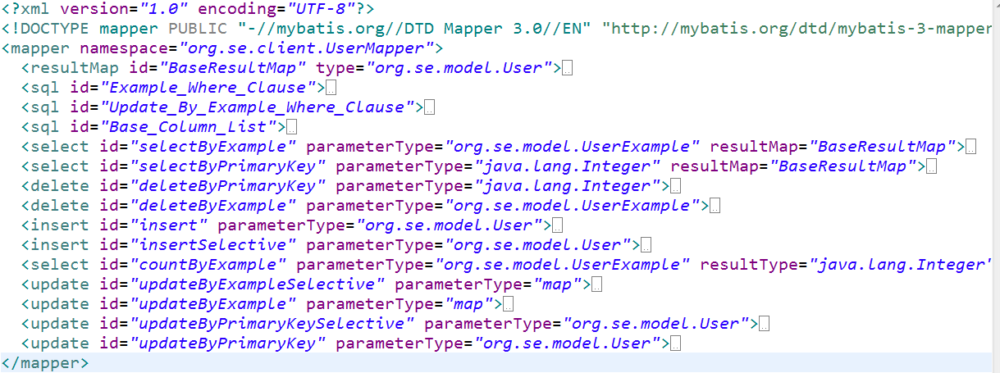 <?xml version="1.0" encoding="UTF-8"?>
<!DOCTYPE mapper PUBLIC "-//mybatis.org//DTD Mapper 3.0//EN" "http://mybatis.org/dtd/mybatis-3-mapper
<mapper namespace="org.se.client.UserMapper">
  <resultMap id="BaseResultMap" type="org.se.model.User">
  <sql id="Example_Where_Clause">
  <sql id="Update_By_Example_Where_Clause">
  <sql id="Base_Column_List">
  <select id="selectByExample" parameterType="org.se.model.UserExample" resultMap="BaseResultMap">
  <select id="selectByPrimaryKey" parameterType="java.lang.Integer" resultMap="BaseResultMap">
  <delete id="deleteByPrimaryKey" parameterType="java.lang.Integer">
  <delete id="deleteByExample" parameterType="org.se.model.UserExample">
  <insert id="insert" parameterType="org.se.model.User">
  <insert id="insertSelective" parameterType="org.se.model.User">
  <select id="countByExample" parameterType="org.se.model.UserExample" resultType="java.lang.Integer"
  <update id="updateByExampleSelective" parameterType="map">
  <update id="updateByExample" parameterType="map">
  <update id="updateByPrimaryKeySelective" parameterType="org.se.model.User">
  <update id="updateByPrimaryKey" parameterType="org.se.model.User">
</mapper>